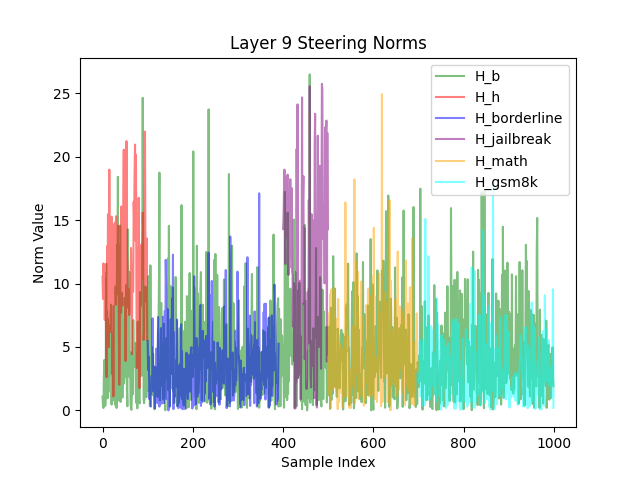 Layer 9 Steering Norms
Norm Value
25
20
15
10
5
0
H_b
H_h
H_borderline
H_jailbreak
H_math
H_gsm8k
0
200
400
600
800
1000
Sample Index